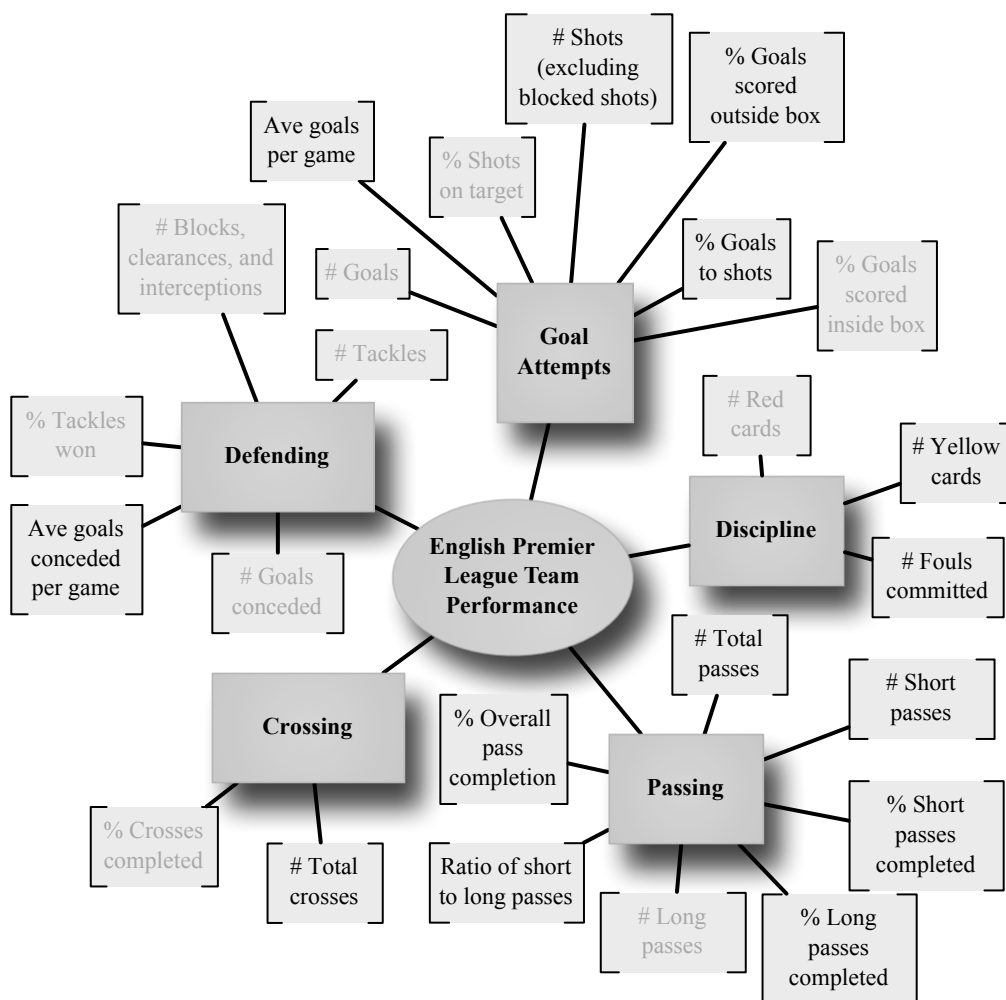 # Shots
(excluding
blocked shots)
% Goals
scored
outside box
Ave goals
per game
% Shots
on target
# Blocks,
clearances, and
interceptions
# Goals
% Goals
to shots
% Goals
scored
inside box
Goal
Attempts
# Tackles
% Tackles
won
Defending
# Red
cards
# Yellow
cards
Ave goals
conceded
per game
# Goals
conceded
English Premier
League Team
Performance
Discipline
# Fouls
committed
# Total
passes
# Short
passes
Crossing
% Overall
pass
completion
Passing
% Crosses
completed
# Total
crosses
Ratio of short
to long passes
# Long
passes
% Short
passes
completed
% Long
passes
completed